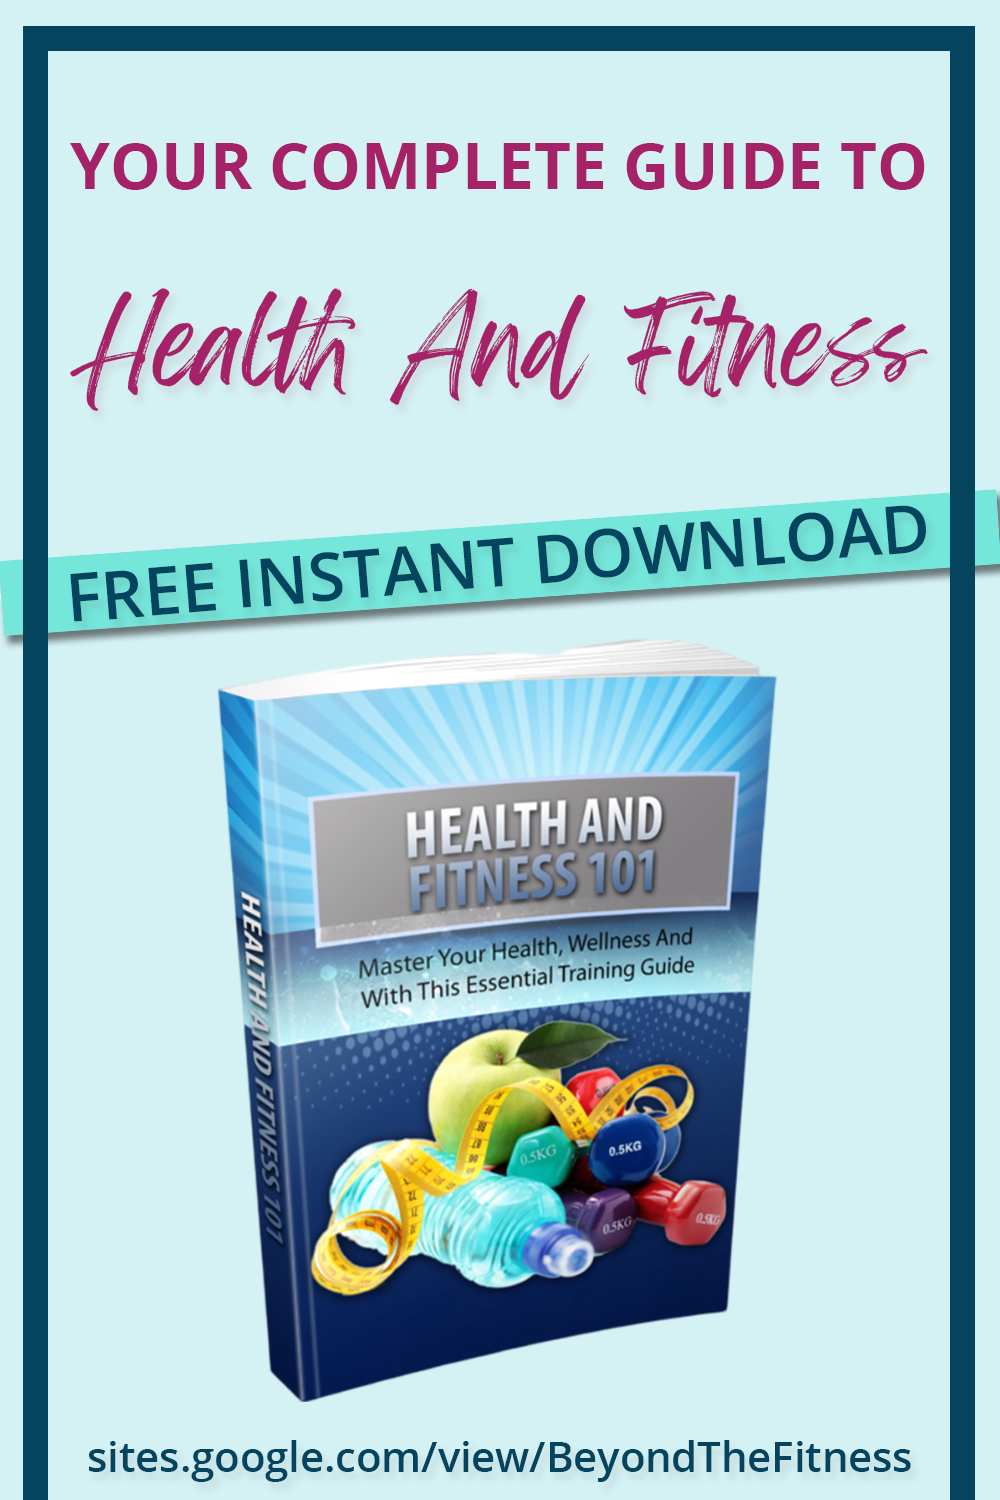 YOUR COMPLETE GUIDE TO
Health And Fitness
FREE INSTANT DOWNLOAD
HEALTH AND
FITNESS 101
Master Your Health, Wellness And
With This Essential Training Guide
HEALTH AND FITNESS 101
0.5KG
0.5KG
0.5KG
0.5KG
sites.google.com/view/BeyondTheFitness